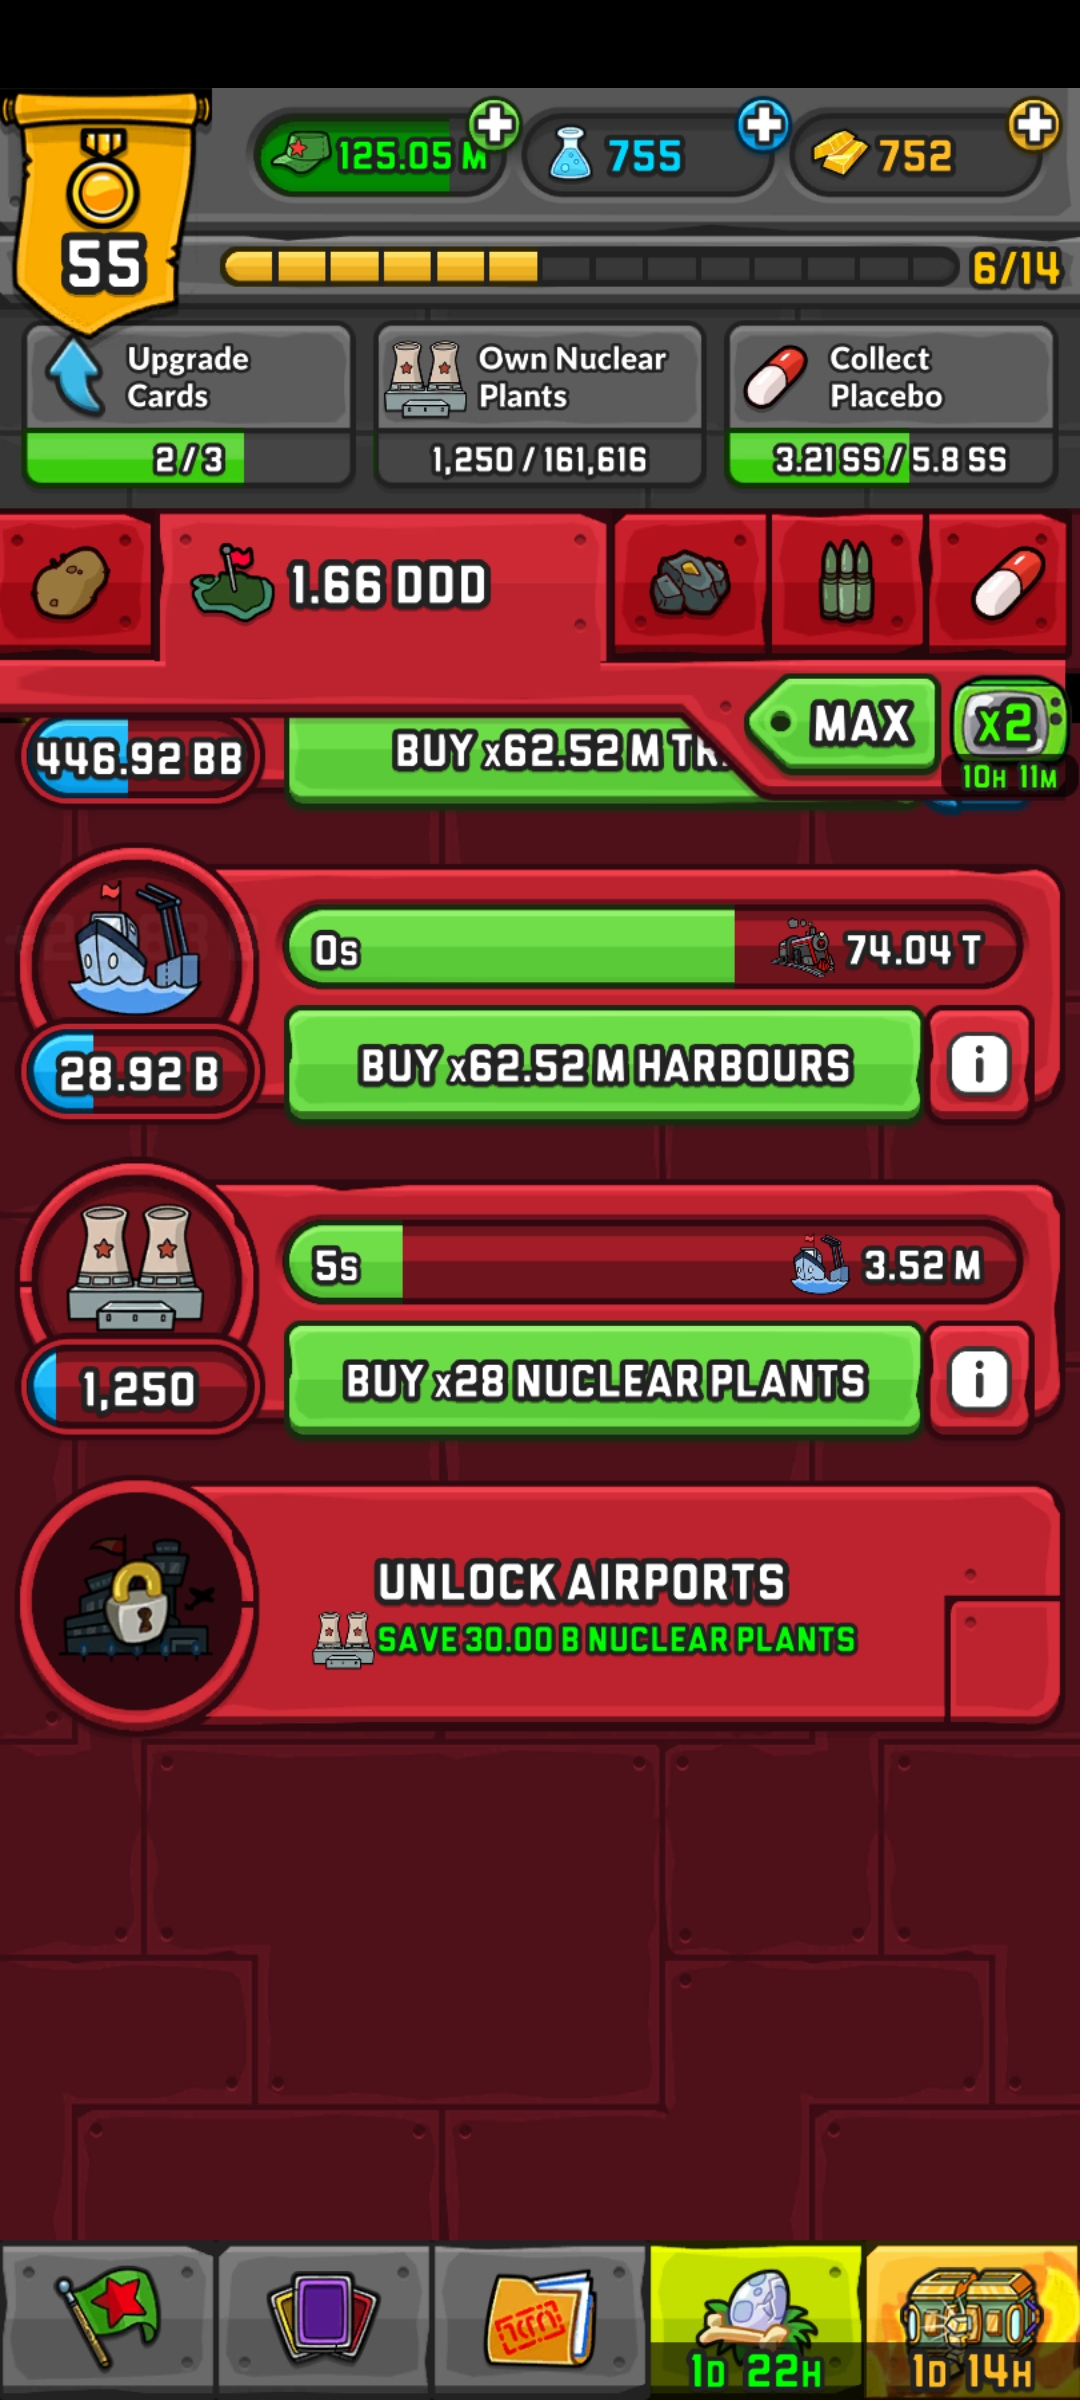 125.05 M
755
752
55
6/14
Upgrade
Cards
2/3
Own Nuclear
Plants
1,250/161,616
Collect
Placebo
3.21 SS/5.8 SS
1.66 DDD
MAX
x2
10H 11M
446.92 BB
BUY x62.52 M TR
0s
74.04 T
28.92 B
BUY x62.52 M HARBOURS
i
5s
3.52 M
1,250
BUY x28 NUCLEAR PLANTS
i
UNLOCK AIRPORTS
SAVE 30.00 B NUCLEAR PLANTS
1D 22H
1D 14H